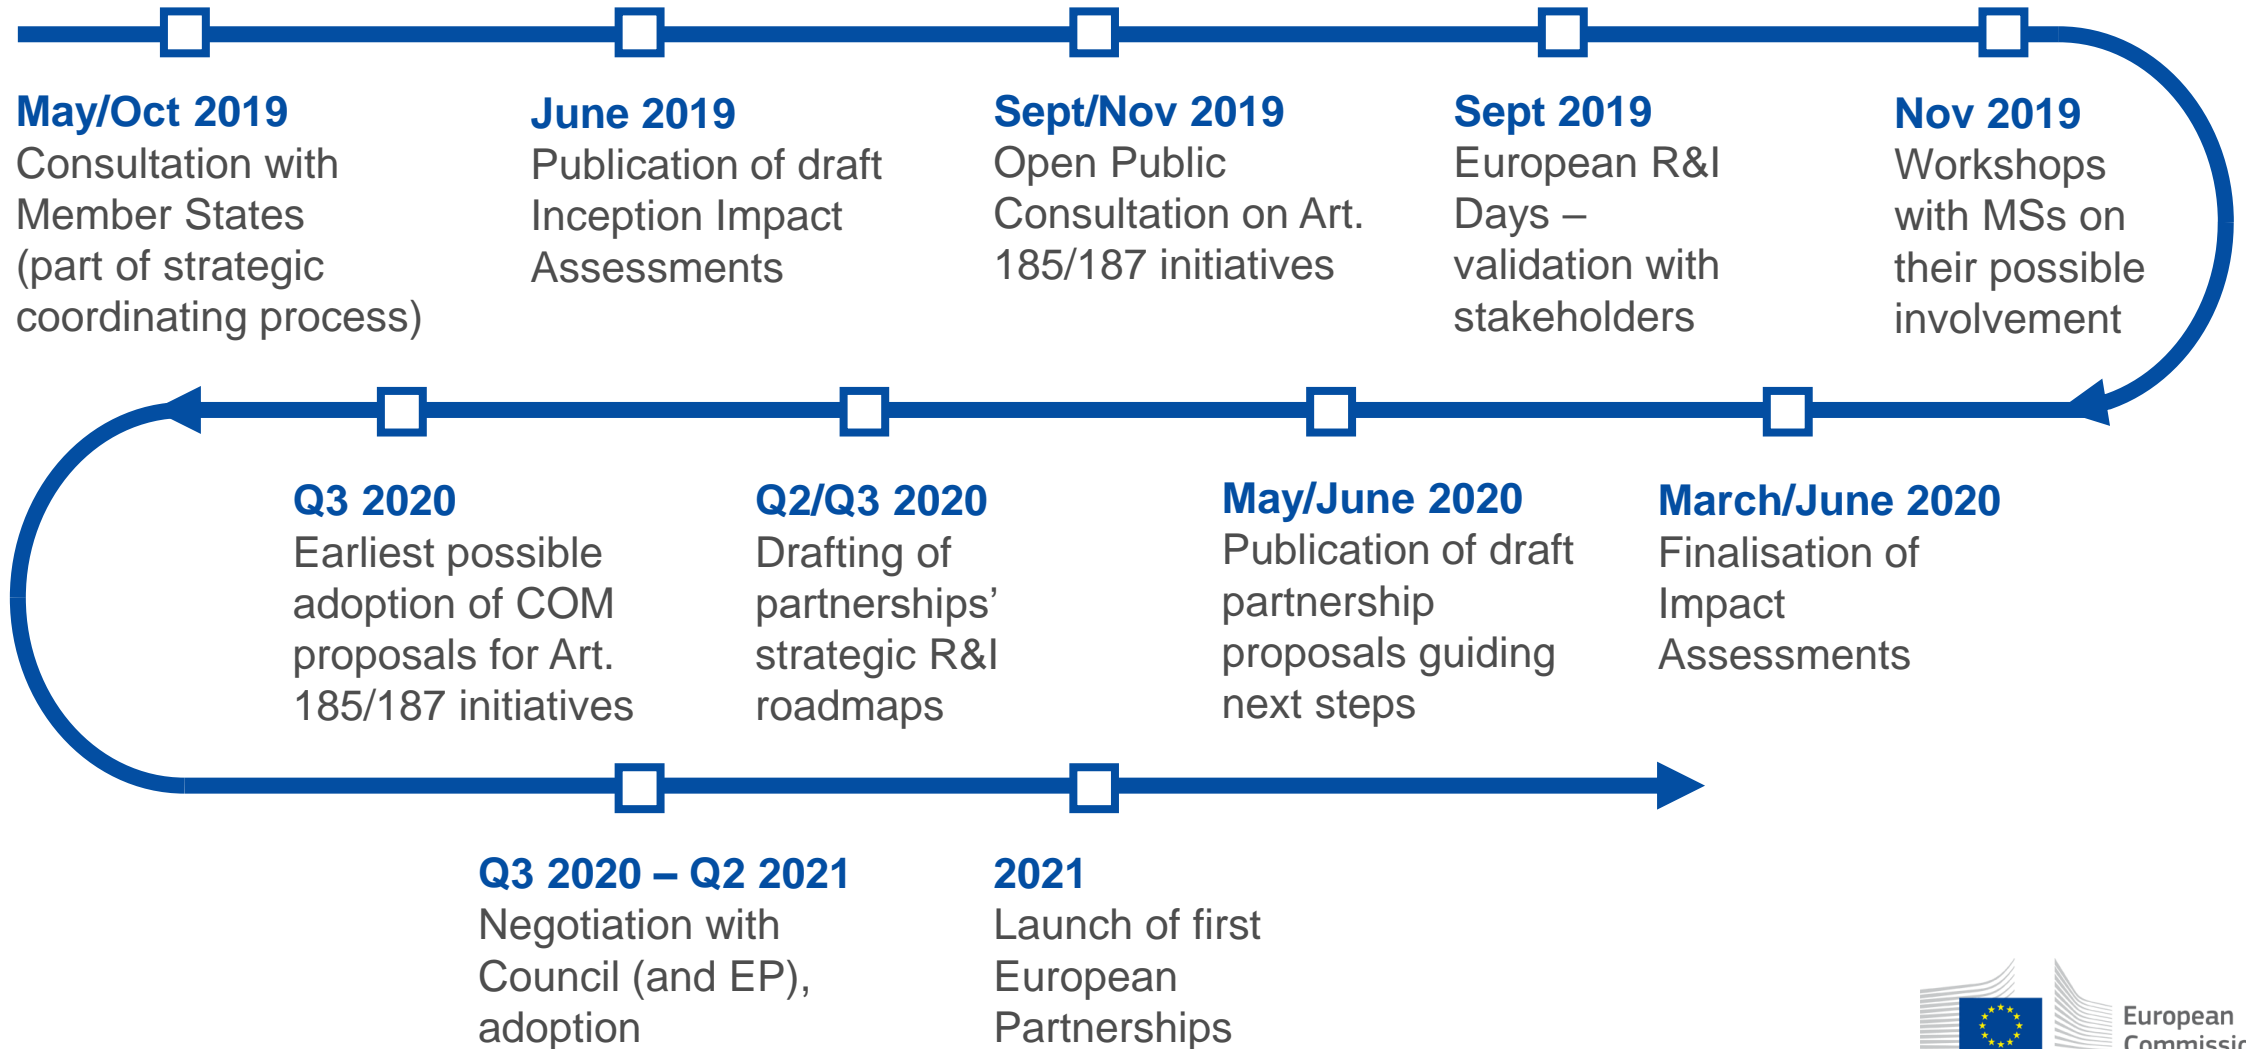 May/Oct 2019
Consultation with
Member States
(part of strategic
coordinating process)
June 2019
Publication of draft
Inception Impact
Assessments
Sept/Nov 2019
Open Public
Consultation on Art.
185/187 initiatives
Sept 2019
European R&I
Days –
validation with
stakeholders
Nov 2019
Workshops
with MSs on
their possible
involvement
Q3 2020
Earliest possible
adoption of COM
proposals for Art.
185/187 initiatives
Q2/Q3 2020
Drafting of
partnerships’
strategic R&I
roadmaps
May/June 2020
Publication of draft
partnership
proposals guiding
next steps
March/June 2020
Finalisation of
Impact
Assessments
Q3 2020 – Q2 2021
Negotiation with
Council (and EP),
adoption
2021
Launch of first
European
Partnerships
European